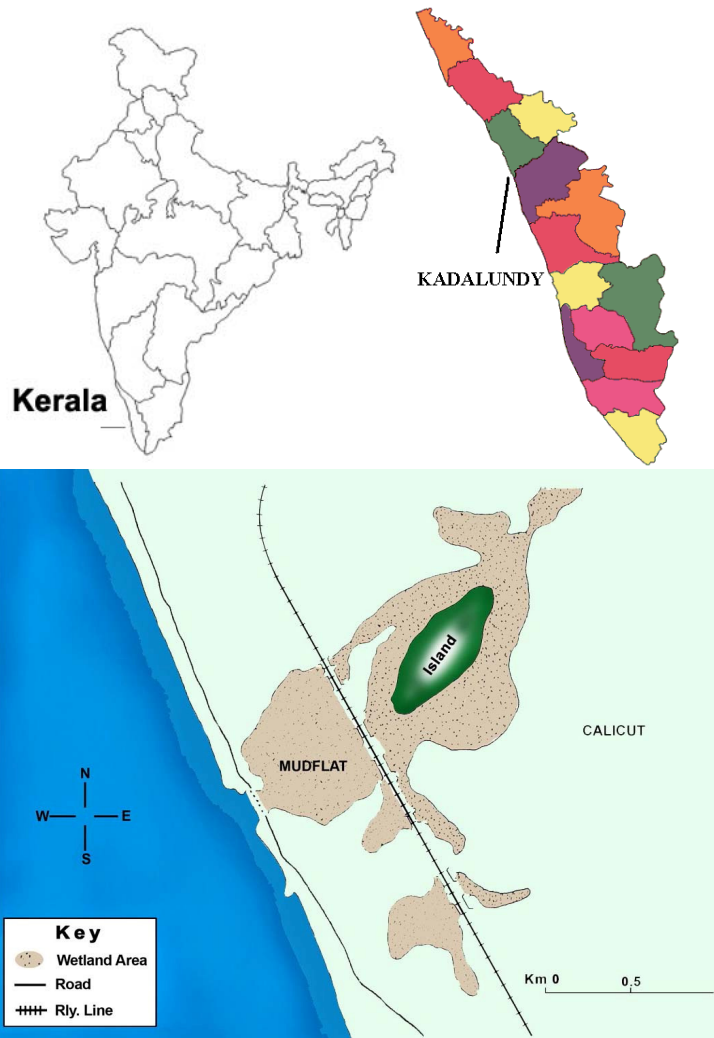 Kerala
KADALUNDY
Island
CALICUT
MUDFLAT
N
W E
S
Key
Wetland Area
Road
Rly. Line
Km 0 0.5